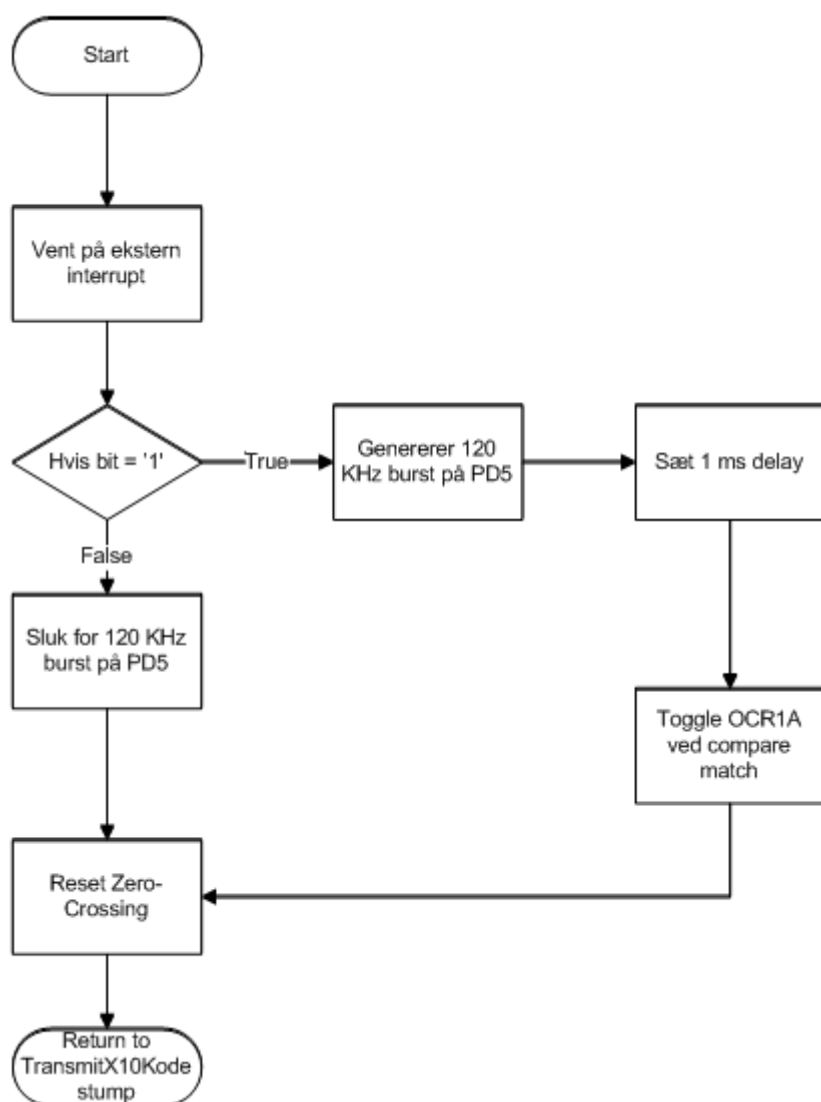 Start
Vent på ekstern
interrupt
Hvis bit = '1'
True
Genererer 120
KHz burst på PD5
Sæt 1 ms delay
False
Sluk for 120 KHz
burst på PD5
Toggle OCR1A
ved compare
match
Reset Zero-
Crossing
Return to
TransmitX10Kode
stump